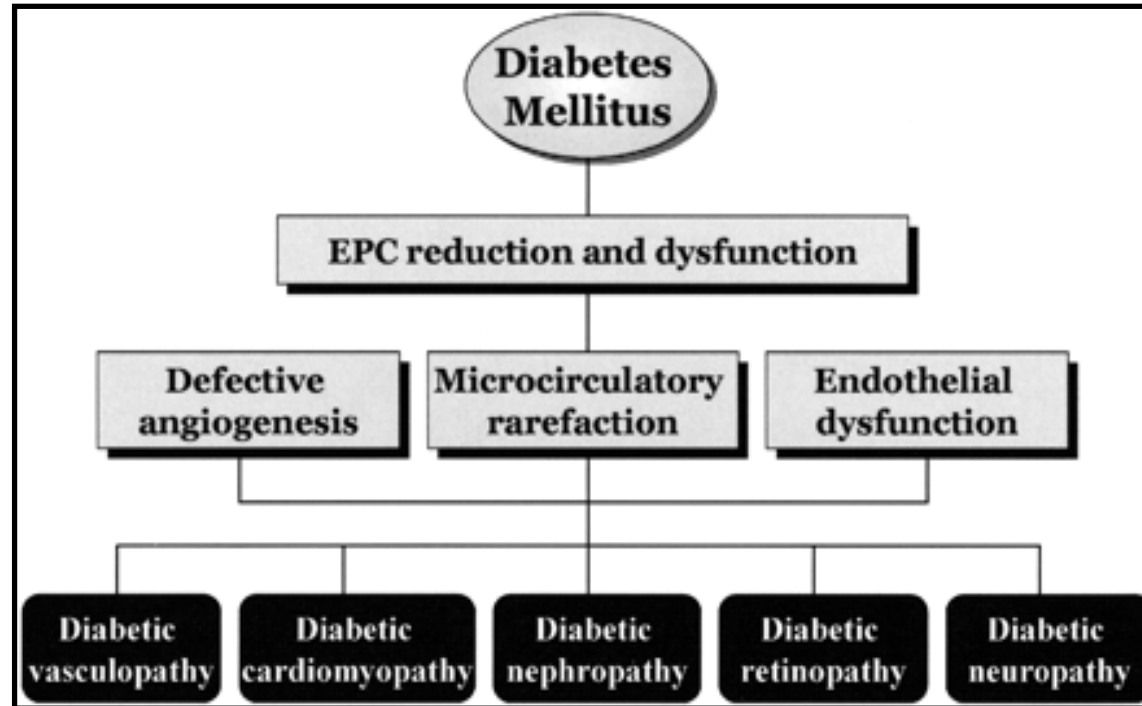 Diabetes
Mellitus
EPC reduction and dysfunction
Defective
angiogenesis
Microcirculatory
rarefaction
Endothelial
dysfunction
Diabetic
vasculopathy
Diabetic
cardiomyopathy
Diabetic
nephropathy
Diabetic
retinopathy
Diabetic
neuropathy